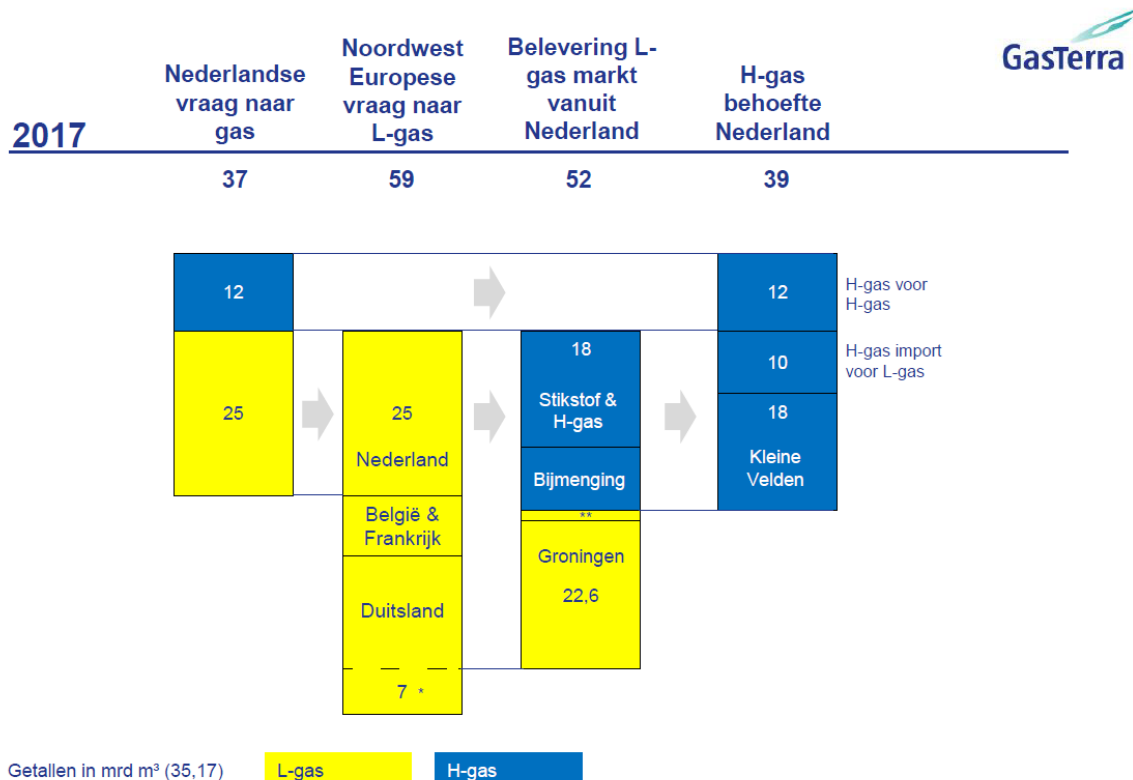 GasTerra
2017
Nederlandse
vraag naar
gas
Noordwest
Europese
vraag naar
L-gas
Belevering L-
gas markt
vanuit
Nederland
H-gas
behoefte
Nederland
37
59
52
39
12
25
25
Nederland
België &
Frankrijk
Duitsland
7 *
18
Stikstof &
H-gas
Bijmenging
**
Groningen
22,6
12
10
18
Kleine
Velden
H-gas voor
H-gas
H-gas import
voor L-gas
Getallen in mrd m³ (35,17)
L-gas
H-gas